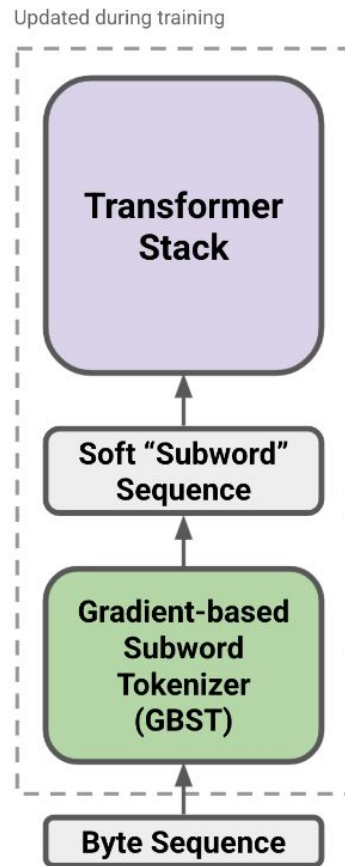 Updated during training
Transformer
Stack
Soft “Subword”
Sequence
Gradient-based
Subword
Tokenizer
(GBST)
Byte Sequence